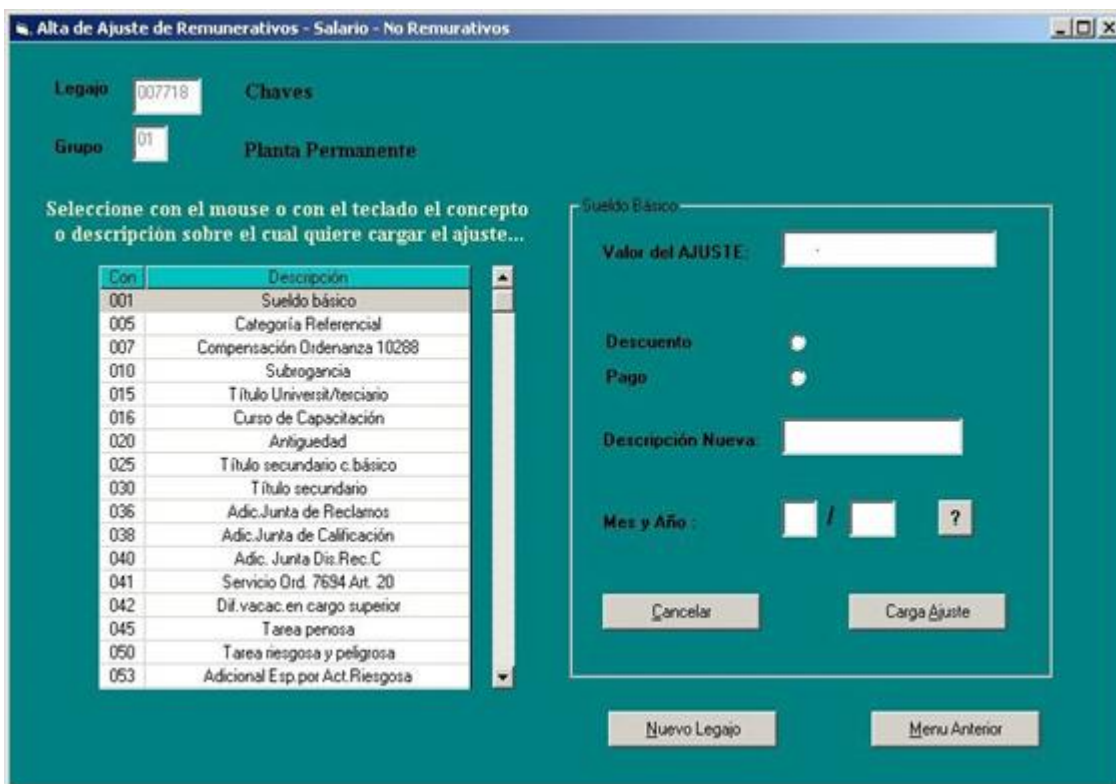 Alta de Ajuste de Remunerativos - Salario - No Remurativos
Legajo 007718 Chaves
Grupo 01 Planta Permanente
Seleccione con el mouse o con el teclado el concepto
o descripción sobre el cual quiere cargar el ajuste...
Con Descripción
001 Sueldo básico
005 Categoría Referencial
007 Compensación Ordenanza 10288
010 Subrogancia
015 Título Universit/terciario
016 Curso de Capacitación
020 Antiguedad
025 Título secundario c.básico
030 Título secundario
036 Adic.Junta de Reclamos
038 Adic.Junta de Calificación
040 Adic. Junta Dis.Rec.C
041 Servicio Ord. 7694 Art. 20
042 Dif.vacac.en cargo superior
045 Tarea penosa
050 Tarea riesgosa y peligrosa
053 Adicional Esp.por Act.Riesgosa
Sueldo Básico
Valor del AJUSTE:
Descuento
Pago
Descripción Nueva:
Mes y Año : / ?
Cancelar Carga Ajuste
Nuevo Legajo Menu Anterior